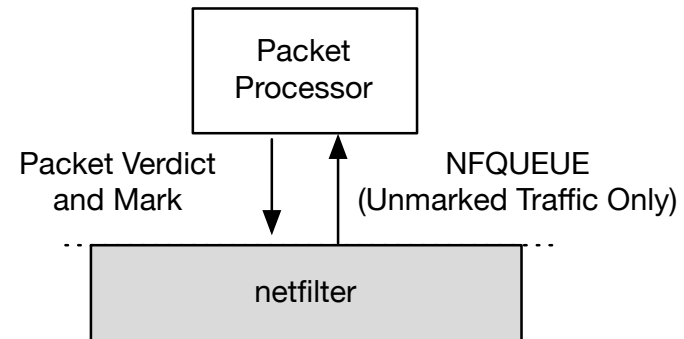 Packet
Processor
Packet Verdict
and Mark
NFQUEUE
(Unmarked Traffic Only)
netfilter